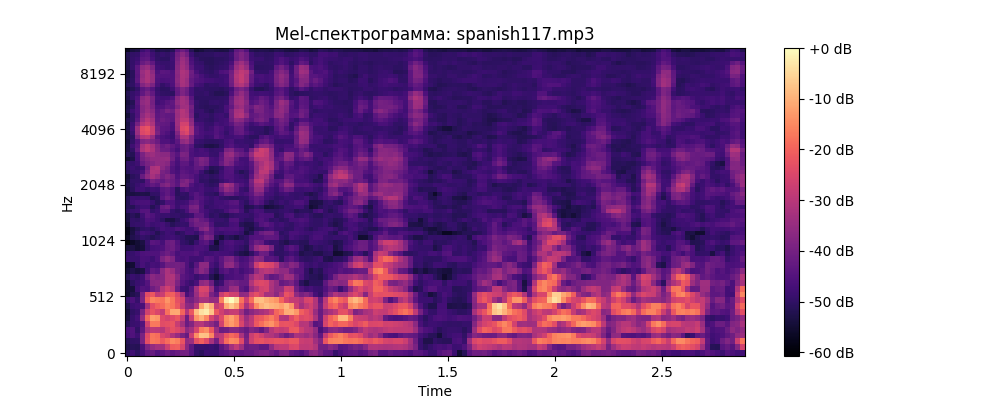 Mel-спектрограмма: spanish117.mp3
8192
4096
2048
1024
512
0
Hz
0
0.5
1
1.5
2
2.5
Time
+0 dB
-10 dB
-20 dB
-30 dB
-40 dB
-50 dB
-60 dB